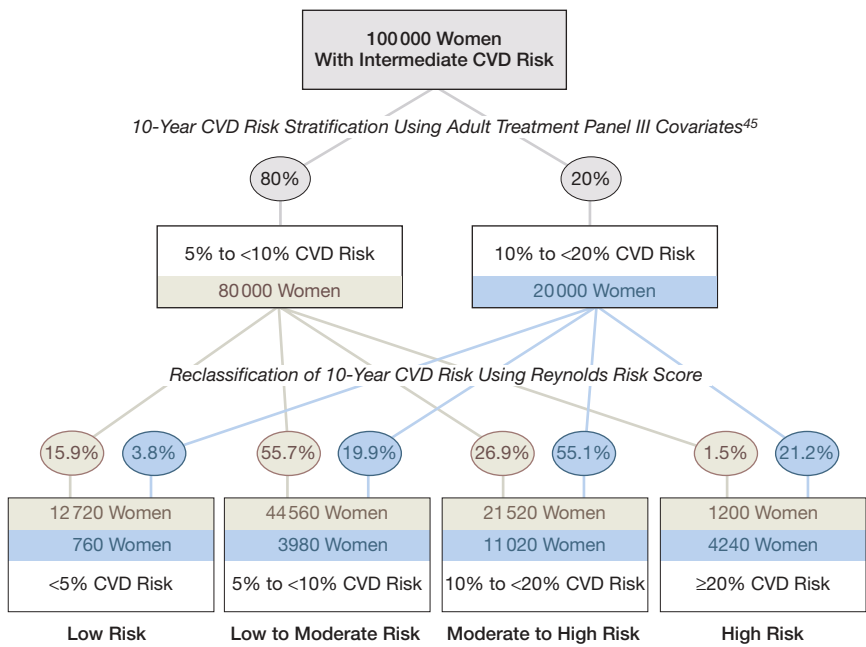 100 000 Women
With Intermediate CVD Risk
10-Year CVD Risk Stratification Using Adult Treatment Panel III Covariates45
80%
20%
5% to <10% CVD Risk
80 000 Women
10% to <20% CVD Risk
20 000 Women
Reclassification of 10-Year CVD Risk Using Reynolds Risk Score
15.9%
3.8%
55.7%
19.9%
26.9%
55.1%
1.5%
21.2%
12 720 Women
760 Women
<5% CVD Risk
Low Risk
44 560 Women
3980 Women
5% to <10% CVD Risk
Low to Moderate Risk
21 520 Women
11 020 Women
10% to <20% CVD Risk
Moderate to High Risk
1200 Women
4240 Women
≥20% CVD Risk
High Risk